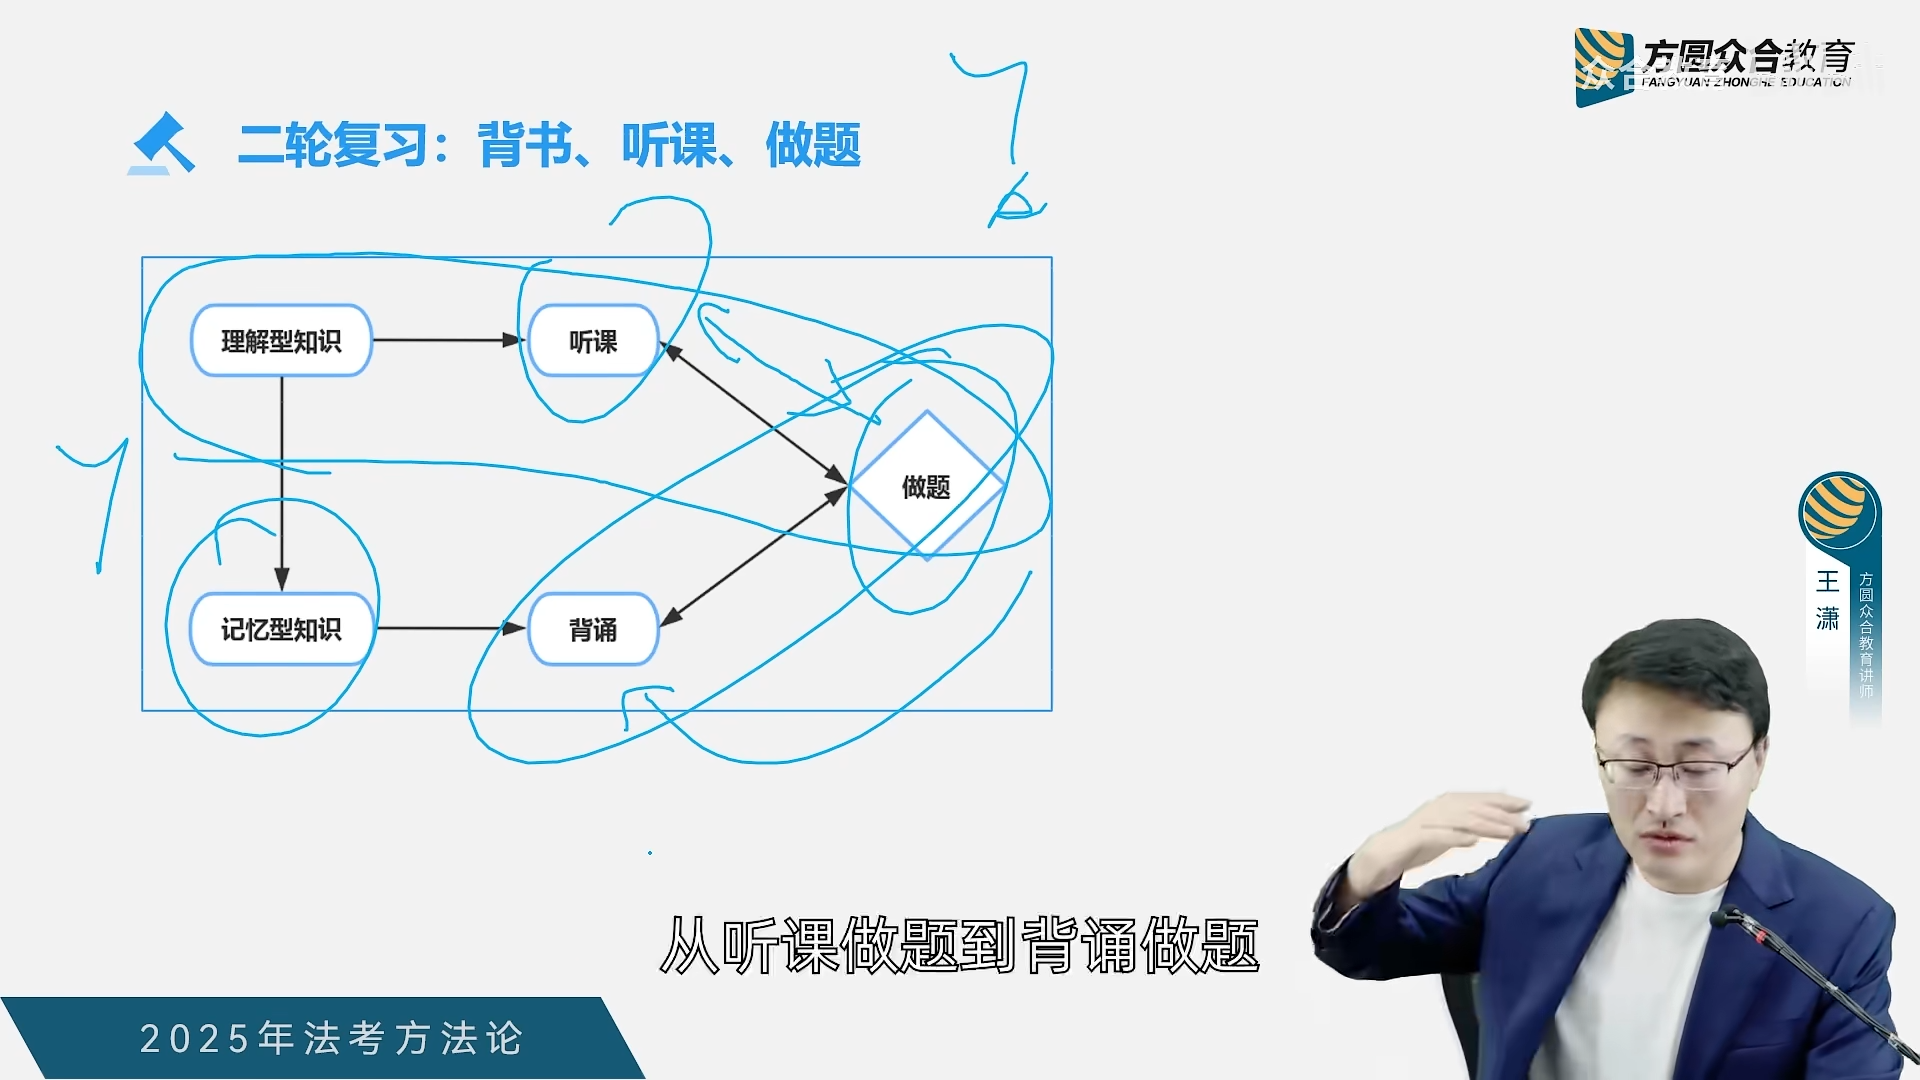 方圆众合教育
FANGYUAN ZHONGHE EDUCATION
二轮复习：背书、听课、做题
理解型知识
听课
做题
记忆型知识
背诵
王潇
方圆众合教育讲师
从听课做题到背诵做题
2025年法考方法论